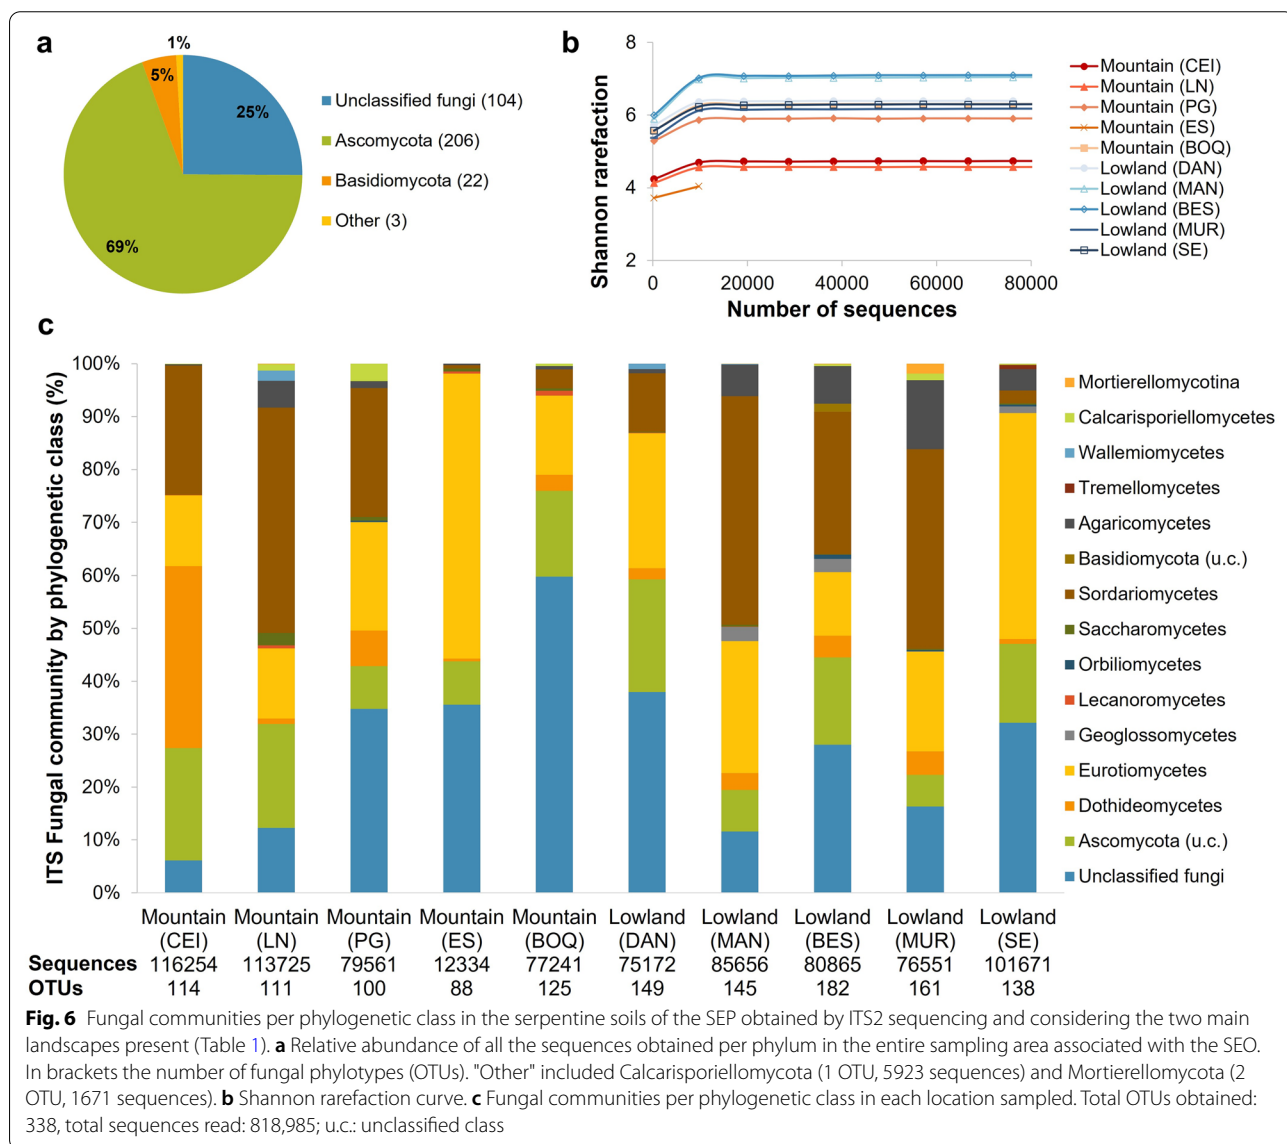 a
1%
5%
25%
69%
Unclassified fungi (104)
Ascomycota (206)
Basidiomycota (22)
Other (3)
b
Shannon rarefaction
8
6
4
2
0 20000 40000 60000 80000
Number of sequences
Mountain (CEI)
Mountain (LN)
Mountain (PG)
Mountain (ES)
Mountain (BOQ)
Lowland (DAN)
Lowland (MAN)
Lowland (BES)
Lowland (MUR)
Lowland (SE)
c
ITS Fungal community by phylogenetic class (%)
100%
90%
80%
70%
60%
50%
40%
30%
20%
10%
0%
Mortierellomycotina
Calcarisporiellomycetes
Wallemiomycetes
Tremellomycetes
Agaricomycetes
Basidiomycota (u.c.)
Sordariomycetes
Saccharomycetes
Orbiliomycetes
Lecanoromycetes
Geoglossomycetes
Eurotiomycetes
Dothideomycetes
Ascomycota (u.c.)
Unclassified fungi
Mountain Mountain Mountain Mountain Mountain Lowland Lowland Lowland Lowland Lowland
(CEI) (LN) (PG) (ES) (BOQ) (DAN) (MAN) (BES) (MUR) (SE)
Sequences 116254 113725 79561 12334 77241 75172 85656 80865 76551 101671
OTUs 114 111 100 88 125 149 145 182 161 138
Fig. 6 Fungal communities per phylogenetic class in the serpentine soils of the SEP obtained by ITS2 sequencing and considering the two main
landscapes present (Table 1). a Relative abundance of all the sequences obtained per phylum in the entire sampling area associated with the SEO.
In brackets the number of fungal phylotypes (OTUs). "Other" included Calcarisporiellomycota (1 OTU, 5923 sequences) and Mortierellomycota (2
OTU, 1671 sequences). b Shannon rarefaction curve. c Fungal communities per phylogenetic class in each location sampled. Total OTUs obtained:
338, total sequences read: 818,985; u.c.: unclassified class